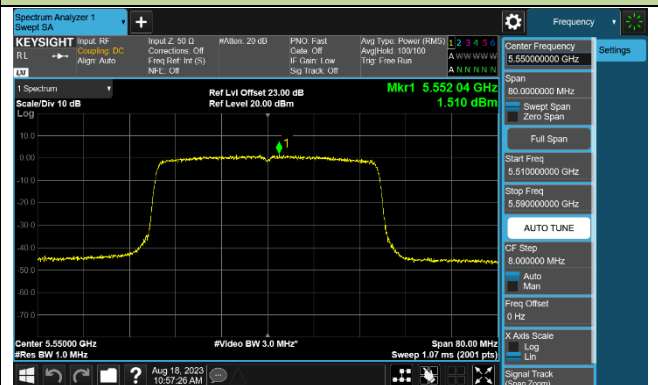 Spectrum Analyzer 1
Swept SA
Frequency
KEYSIGHT
RL
LXI
Input: RF
Coupling: DC
Align: Auto
Input Z: 50 Ω
Corrections: Off
Freq Ref: Int (S)
NFE: Off
#Atten: 20 dB
PNO: Fast
Gate: Off
IF Gain: Low
Sig Track: Off
Avg Type: Power (RMS)
Avg|Hold: 100/100
Trig: Free Run
1 2 3 4 5 6
A W W W W W
A N N N N N
Settings
1 Spectrum
Scale/Div 10 dB
Log
Ref Lvl Offset 23.00 dB
Ref Level 20.00 dBm
Mkr1 5.552 04 GHz
1.510 dBm
1
10.0
0.00
-10.0
-20.0
-30.0
-40.0
-50.0
-60.0
-70.0
Center 5.55000 GHz
#Res BW 1.0 MHz
#Video BW 3.0 MHz*
Span 80.00 MHz
Sweep 1.07 ms (2001 pts)
Center Frequency
5.550000000 GHz
Span
80.0000000 MHz
Swept Span
Zero Span
Full Span
Start Freq
5.510000000 GHz
Stop Freq
5.590000000 GHz
AUTO TUNE
CF Step
8.000000 MHz
Auto
Man
Freq Offset
0 Hz
X Axis Scale
Log
Lin
Signal Track
(Span Zoom)
?
Aug 18, 2023
10:57:26 AM